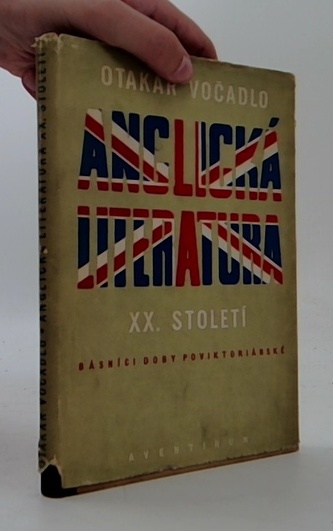 OTAKAR VOČADLO
ANGLICKÁ
LITERATURA
XX. STOLETÍ
BÁSNÍCI DOBY POVIKTORIÁNSKÉ
AVENTINUM
OTAKAR VOČADLO • ANGLICKÁ LITERATURA XX. STOLETÍ